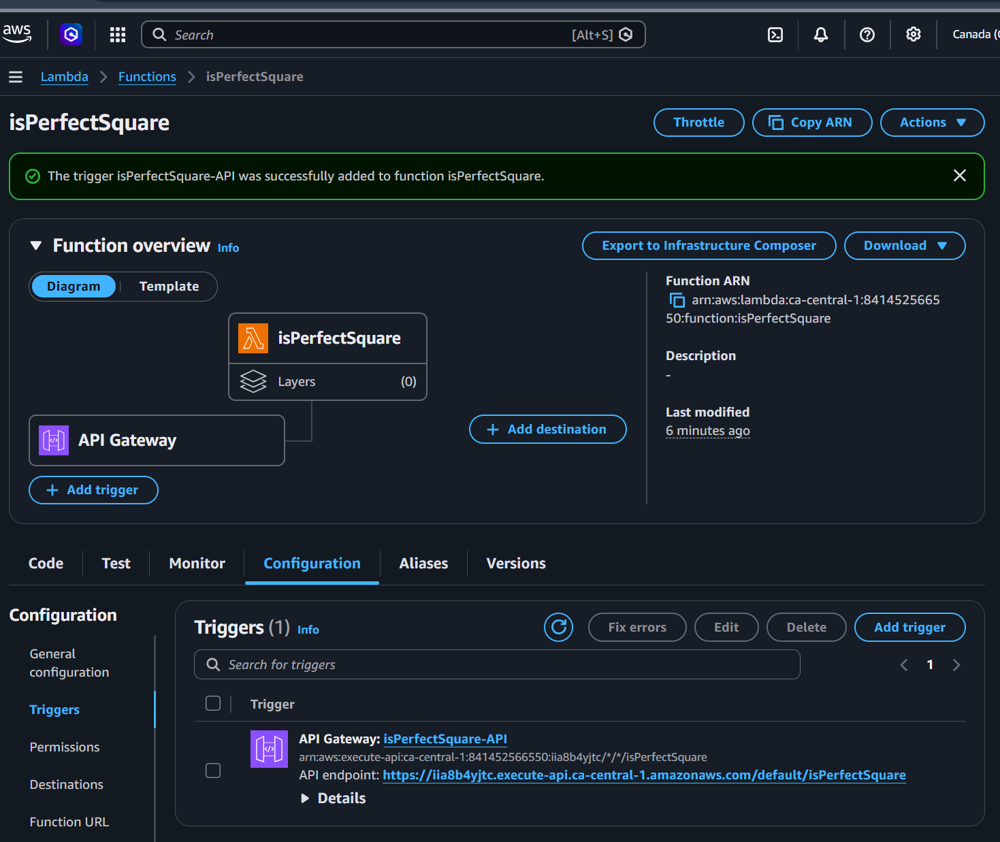 aws
Search [Alt+S]
Canada (
Lambda > Functions > isPerfectSquare
isPerfectSquare
Throttle
Copy ARN
Actions
The trigger isPerfectSquare-API was successfully added to function isPerfectSquare.
Function overview Info
Export to Infrastructure Composer
Download
Diagram
Template
isPerfectSquare
Layers (0)
API Gateway
+ Add trigger
+ Add destination
Function ARN
arn:aws:lambda:ca-central-1:8414525665
50:function:isPerfectSquare
Description
-
Last modified
6 minutes ago
Code
Test
Monitor
Configuration
Aliases
Versions
Configuration
General
configuration
Triggers
Permissions
Destinations
Function URL
Triggers (1) Info
Fix errors
Edit
Delete
Add trigger
Search for triggers
1
Trigger
API Gateway: isPerfectSquare-API
arn:aws:execute-api:ca-central-1:841452566550:iia8b4yjtc/*/*/isPerfectSquare
API endpoint: https://iia8b4yjtc.execute-api.ca-central-1.amazonaws.com/default/isPerfectSquare
Details